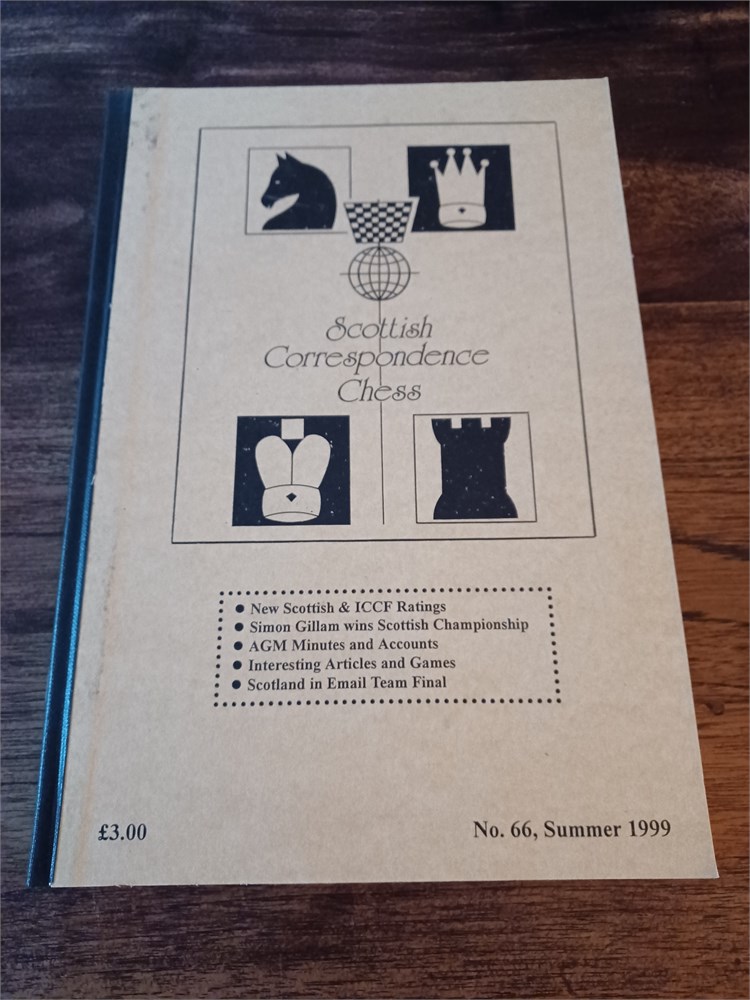 Scottish
Correspondence
Chess
● New Scottish & ICCF Ratings
● Simon Gillam wins Scottish Championship
● AGM Minutes and Accounts
● Interesting Articles and Games
● Scotland in Email Team Final
£3.00
No. 66, Summer 1999